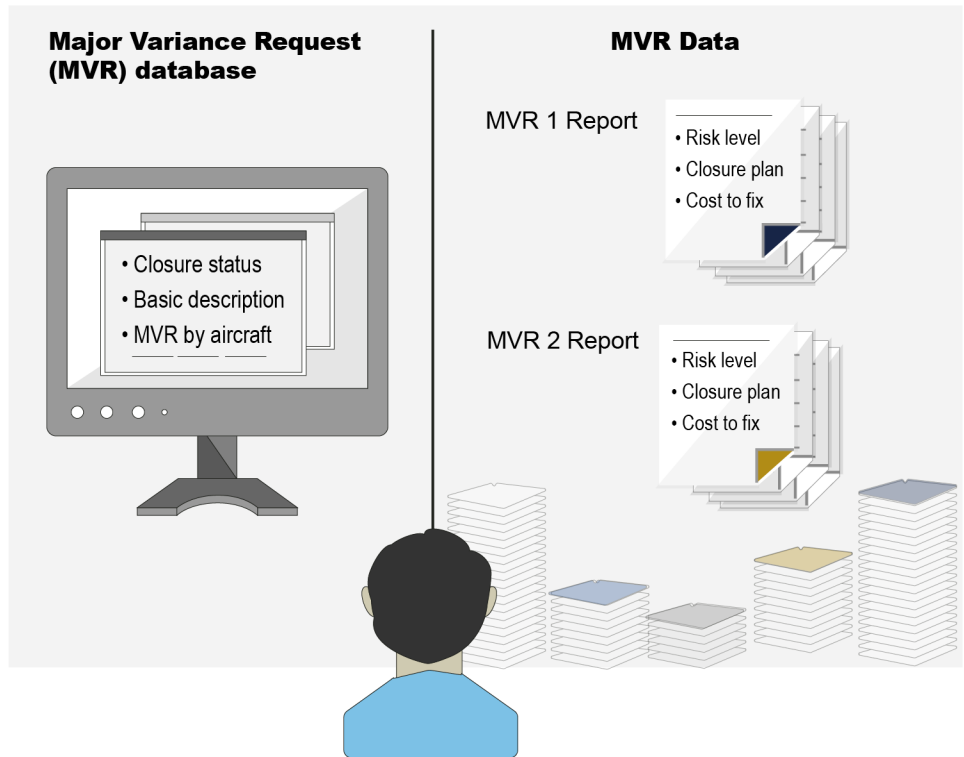 Major Variance Request
(MVR) database
• Closure status
• Basic description
• MVR by aircraft
MVR Data
MVR 1 Report
• Risk level
• Closure plan
• Cost to fix
MVR 2 Report
• Risk level
• Closure plan
• Cost to fix